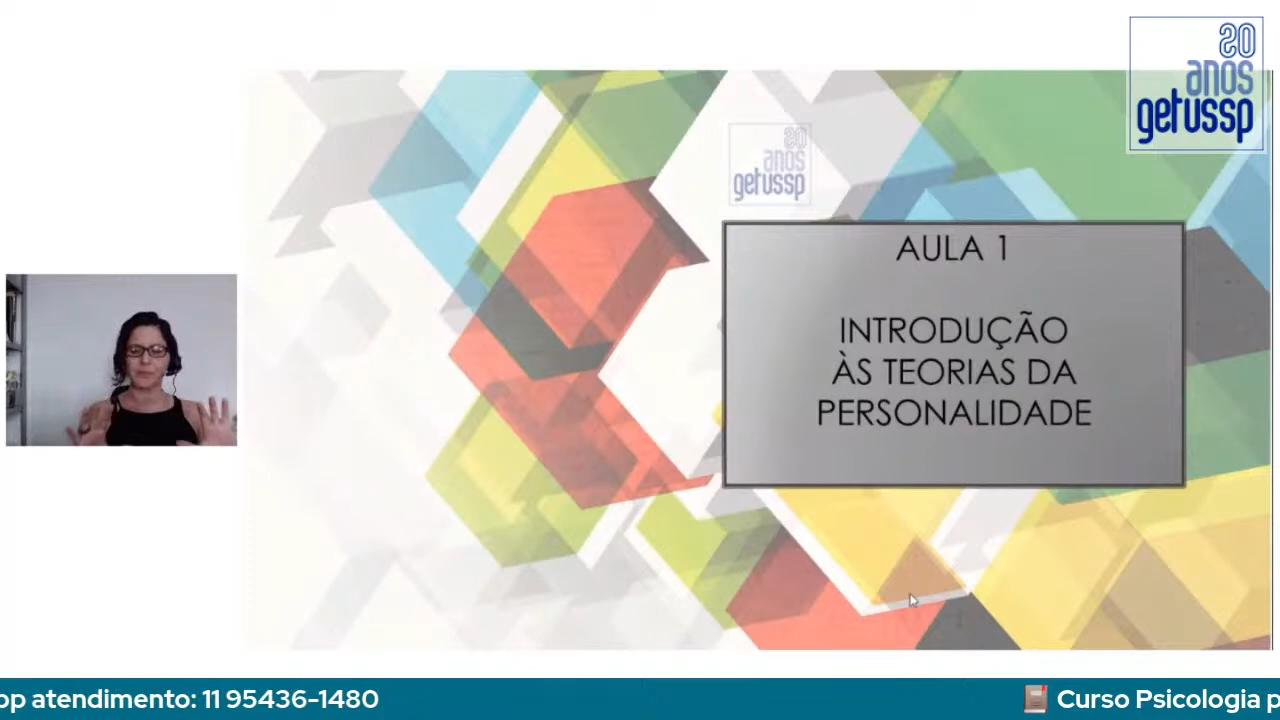 20
anos
getussp
20
anos
getussp
AULA 1
INTRODUÇÃO
ÀS TEORIAS DA
PERSONALIDADE
pp atendimento: 11 95436-1480
Curso Psicologia p